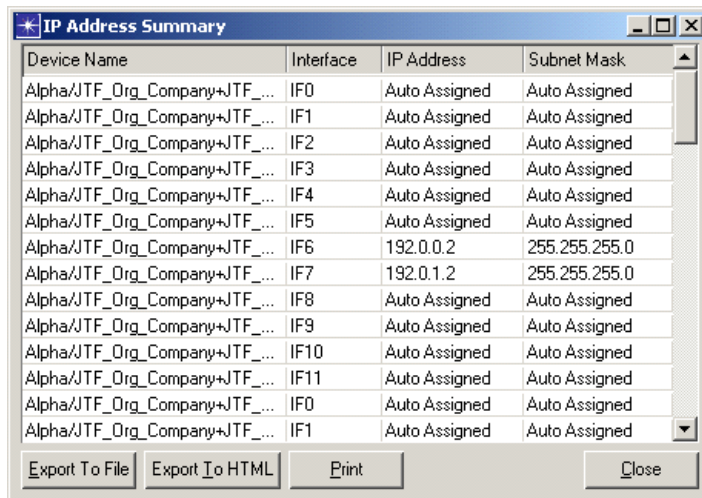 IP Address Summary
Device Name Interface IP Address Subnet Mask
Alpha/JTF_Org_Company+JTF_... IF0 Auto Assigned Auto Assigned
Alpha/JTF_Org_Company+JTF_... IF1 Auto Assigned Auto Assigned
Alpha/JTF_Org_Company+JTF_... IF2 Auto Assigned Auto Assigned
Alpha/JTF_Org_Company+JTF_... IF3 Auto Assigned Auto Assigned
Alpha/JTF_Org_Company+JTF_... IF4 Auto Assigned Auto Assigned
Alpha/JTF_Org_Company+JTF_... IF5 Auto Assigned Auto Assigned
Alpha/JTF_Org_Company+JTF_... IF6 192.0.0.2 255.255.255.0
Alpha/JTF_Org_Company+JTF_... IF7 192.0.1.2 255.255.255.0
Alpha/JTF_Org_Company+JTF_... IF8 Auto Assigned Auto Assigned
Alpha/JTF_Org_Company+JTF_... IF9 Auto Assigned Auto Assigned
Alpha/JTF_Org_Company+JTF_... IF10 Auto Assigned Auto Assigned
Alpha/JTF_Org_Company+JTF_... IF11 Auto Assigned Auto Assigned
Alpha/JTF_Org_Company+JTF_... IF0 Auto Assigned Auto Assigned
Alpha/JTF_Org_Company+JTF_... IF1 Auto Assigned Auto Assigned
Export To File Export To HTML Print Close